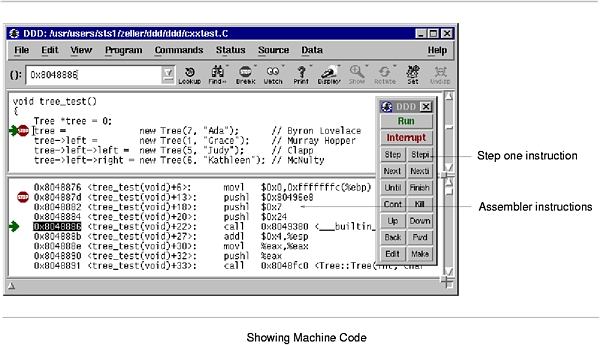 DDD: /usr/users/sts1/zeller/ddd/ddd/cxxtest.C
File Edit View Program Commands Status Source Data Help
(): 0x8048886
Lookup Find» Break Watch Print Display Show Rotate Set Undisp
void tree_test()
{
Tree *tree = 0;
tree = new Tree(7, "Ada"); // Byron Lovelace
tree->left = new Tree(1, "Grace"); // Murray Hopper
tree->left->left = new Tree(5, "Judy"); // Clapp
tree->left->right = new Tree(6, "Kathleen"); // McNulty
0x8048876 <tree_test(void)+6>: movl $0x0,0xfffffffc(%ebp)
0x804887d <tree_test(void)+13>: pushl $0x80496e8
0x8048882 <tree_test(void)+18>: pushl $0x7
0x8048884 <tree_test(void)+20>: pushl $0x24
0x8048886 <tree_test(void)+22>: call 0x8049380 <___builtin_
0x804888b <tree_test(void)+27>: addl $0x4,%esp
0x804888e <tree_test(void)+30>: movl %eax,%eax
0x8048890 <tree_test(void)+32>: pushl %eax
0x8048891 <tree_test(void)+33>: call 0x8048fc0 <Tree::Tree(int, char
DDD
Run
Interrupt
Step Stepi
Next Nexti
Until Finish
Cont Kill
Up Down
Back Fwd
Edit Make
Step one instruction
Assembler instructions
Showing Machine Code